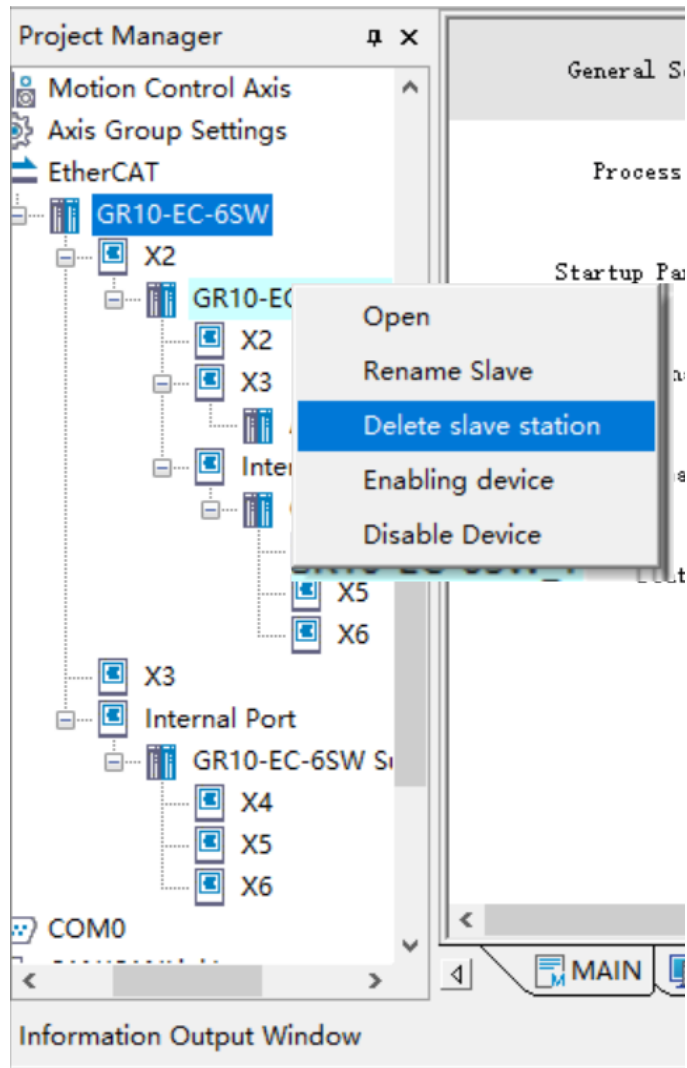 Project Manager
General S
Motion Control Axis
Axis Group Settings
EtherCAT
Process
GR10-EC-6SW
X2
Startup Par
GR10-EC
Open
X2
Rename Slave
X3
Delete slave station
Inter
Enabling device
Disable Device
X5
X6
X3
Internal Port
GR10-EC-6SW S
X4
X5
X6
COM0
MAIN
Information Output Window